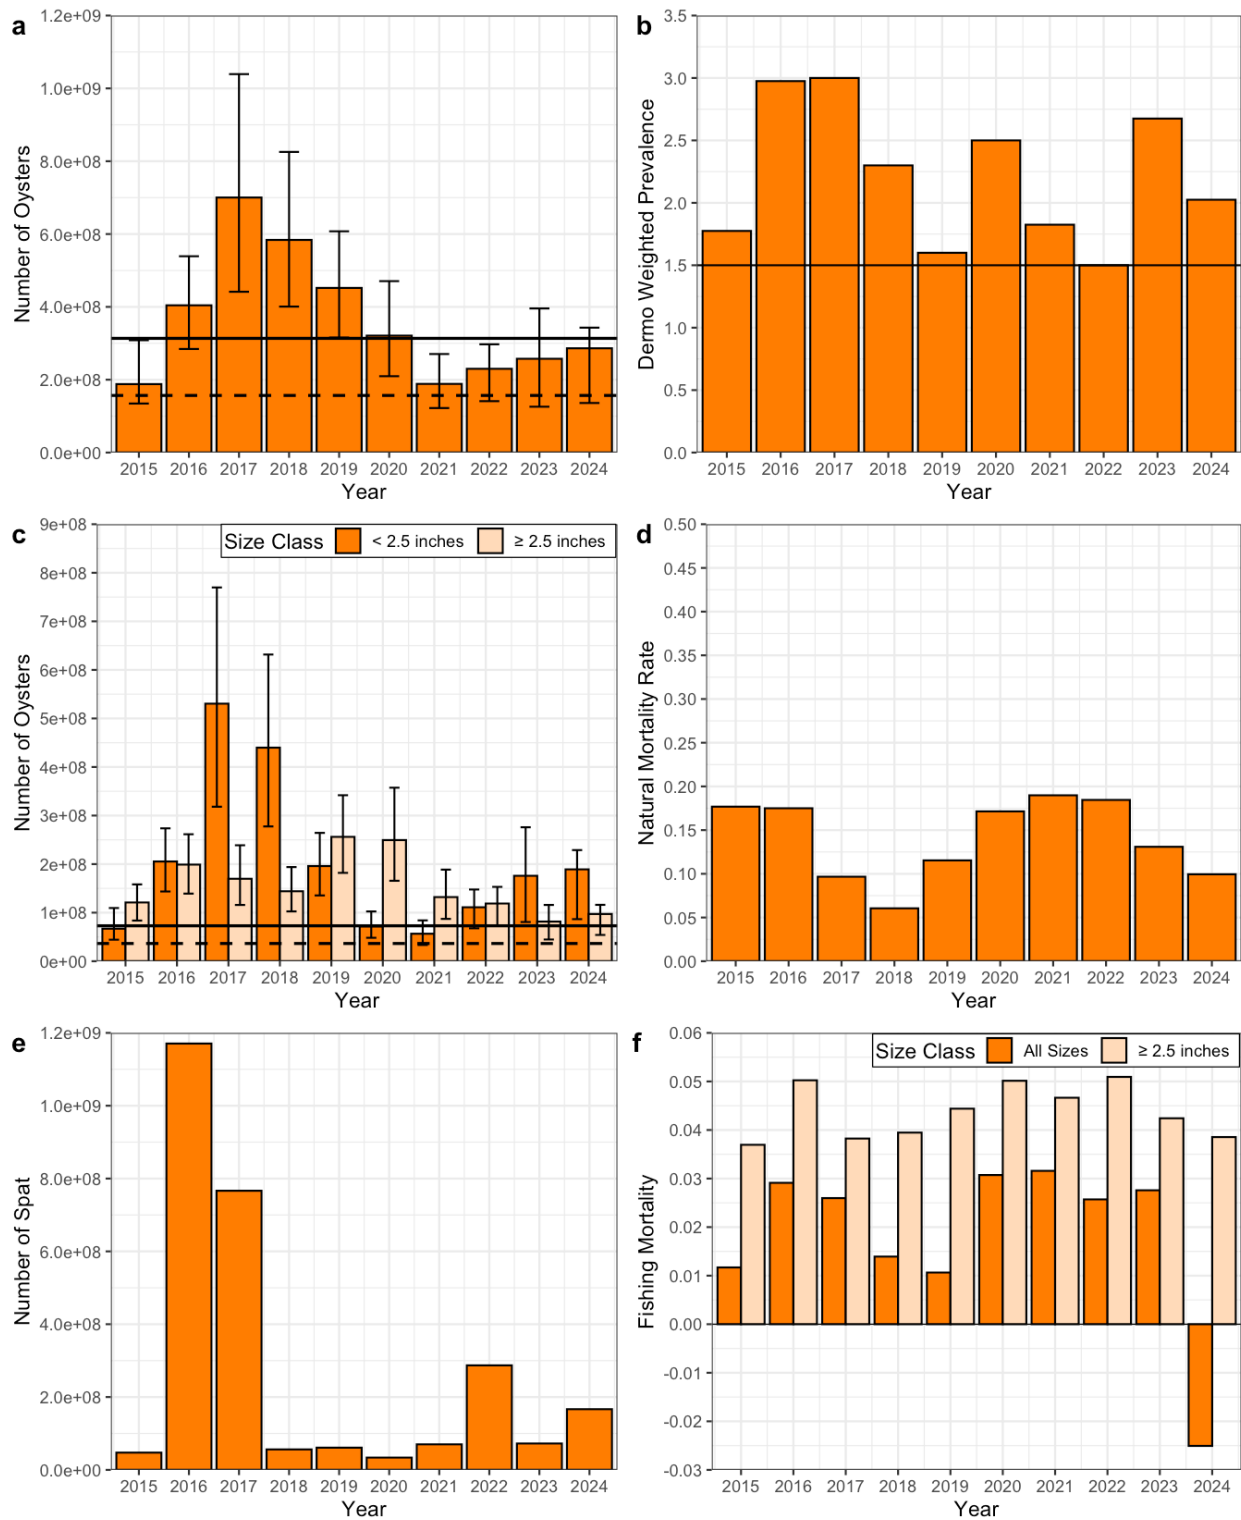 a
1.2e+09
1.0e+09
8.0e+08
6.0e+08
4.0e+08
2.0e+08
0.0e+00
Number of Oysters
2015 2016 2017 2018 2019 2020 2021 2022 2023 2024
Year
b
3.5
3.0
2.5
2.0
1.5
1.0
0.5
0.0
Dermo Weighted Prevalence
2015 2016 2017 2018 2019 2020 2021 2022 2023 2024
Year
c
Size Class < 2.5 inches ≥ 2.5 inches
9e+08
8e+08
7e+08
6e+08
5e+08
4e+08
3e+08
2e+08
1e+08
0e+00
Number of Oysters
2015 2016 2017 2018 2019 2020 2021 2022 2023 2024
Year
d
0.50
0.45
0.40
0.35
0.30
0.25
0.20
0.15
0.10
0.05
0.00
Natural Mortality Rate
2015 2016 2017 2018 2019 2020 2021 2022 2023 2024
Year
e
1.2e+09
1.0e+09
8.0e+08
6.0e+08
4.0e+08
2.0e+08
0.0e+00
Number of Spat
2015 2016 2017 2018 2019 2020 2021 2022 2023 2024
Year
f
Size Class All Sizes ≥ 2.5 inches
0.06
0.05
0.04
0.03
0.02
0.01
0.00
-0.01
-0.02
-0.03
Fishing Mortality
2015 2016 2017 2018 2019 2020 2021 2022 2023 2024
Year